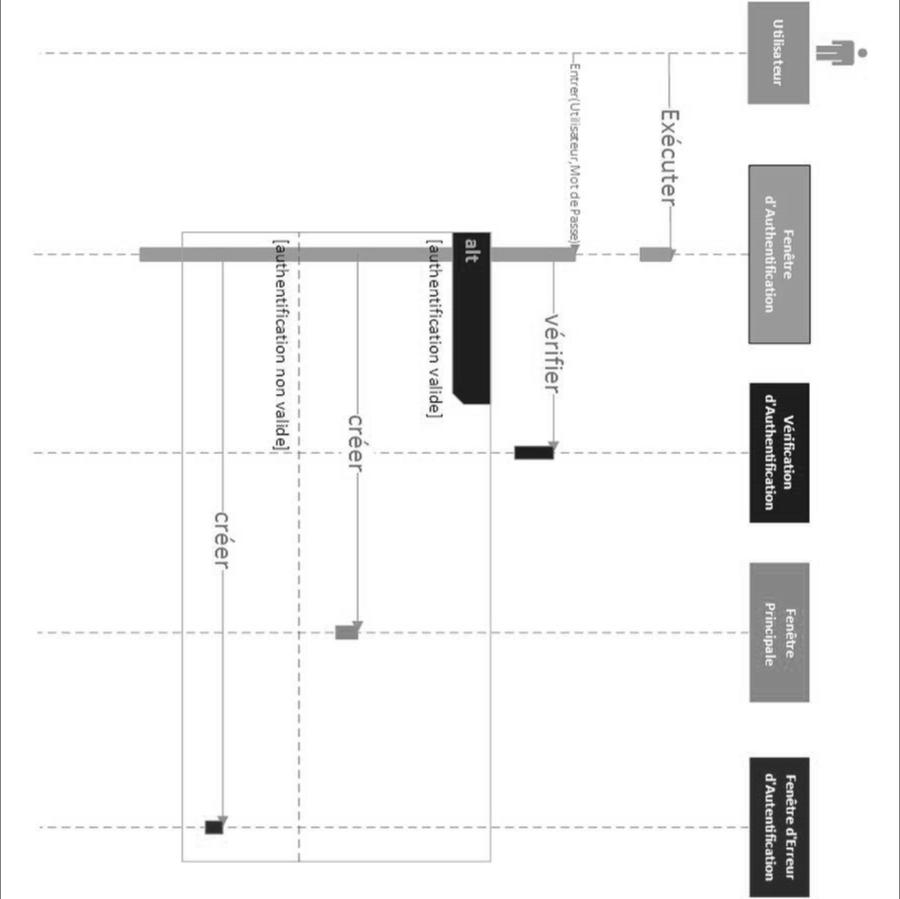 Utilisateur
Fenêtre
d'Authentification
Vérification
d'Authentification
Fenêtre
Principale
Fenêtre d'Erreur
d'Autentification
Exécuter
Entrer(Utilisateur,Mot de Passe)
vérifier
alt
[authentification valide]
créer
[authentification non valide]
créer